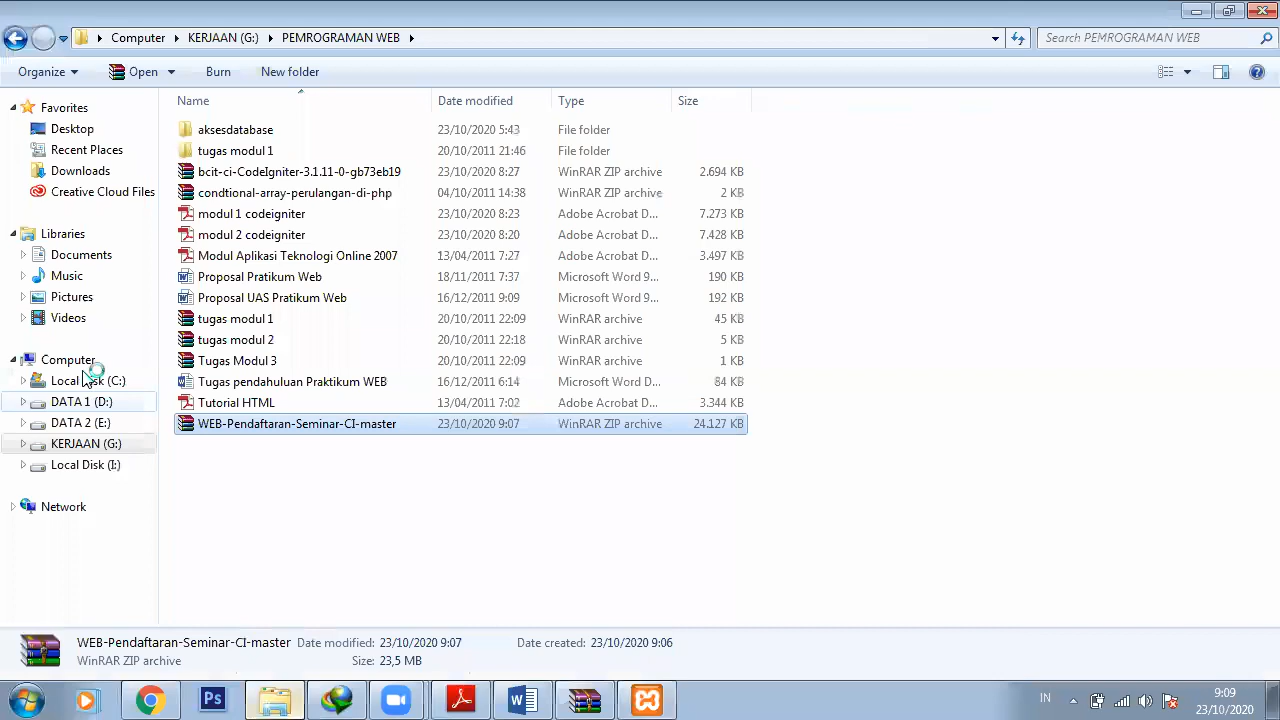 Computer KERJAAN (G:) PEMROGRAMAN WEB Search PEMROGRAMAN WEB
Organize Open Burn New folder
Favorites
Desktop
Recent Places
Downloads
Creative Cloud Files
Libraries
Documents
Music
Pictures
Videos
Computer
Local Disk (C:)
DATA 1 (D:)
DATA 2 (E:)
KERJAAN (G:)
Local Disk (I:)
Network
Name Date modified Type Size
aksesdatabase 23/10/2020 5:43 File folder
tugas modul 1 20/10/2011 21:46 File folder
bcit-ci-CodeIgniter-3.1.11-0-gb73eb19 23/10/2020 8:27 WinRAR ZIP archive 2.694 KB
condtional-array-perulangan-di-php 04/10/2011 14:38 WinRAR ZIP archive 2 KB
modul 1 codeigniter 23/10/2020 8:23 Adobe Acrobat D... 7.273 KB
modul 2 codeigniter 23/10/2020 8:20 Adobe Acrobat D... 7.428 KB
Modul Aplikasi Teknologi Online 2007 13/04/2011 7:27 Adobe Acrobat D... 3.497 KB
Proposal Pratikum Web 18/11/2011 7:37 Microsoft Word 9... 190 KB
Proposal UAS Pratikum Web 16/12/2011 9:09 Microsoft Word 9... 192 KB
tugas modul 1 20/10/2011 22:09 WinRAR archive 45 KB
tugas modul 2 20/10/2011 22:18 WinRAR archive 5 KB
Tugas Modul 3 20/10/2011 22:09 WinRAR archive 1 KB
Tugas pendahuluan Praktikum WEB 16/12/2011 6:14 Microsoft Word 9... 84 KB
Tutorial HTML 13/04/2011 7:02 Adobe Acrobat D... 3.344 KB
WEB-Pendaftaran-Seminar-CI-master 23/10/2020 9:07 WinRAR ZIP archive 24.127 KB
WEB-Pendaftaran-Seminar-CI-master Date modified: 23/10/2020 9:07 Date created: 23/10/2020 9:06
WinRAR ZIP archive Size: 23,5 MB
Ps
IN
9:09
23/10/2020